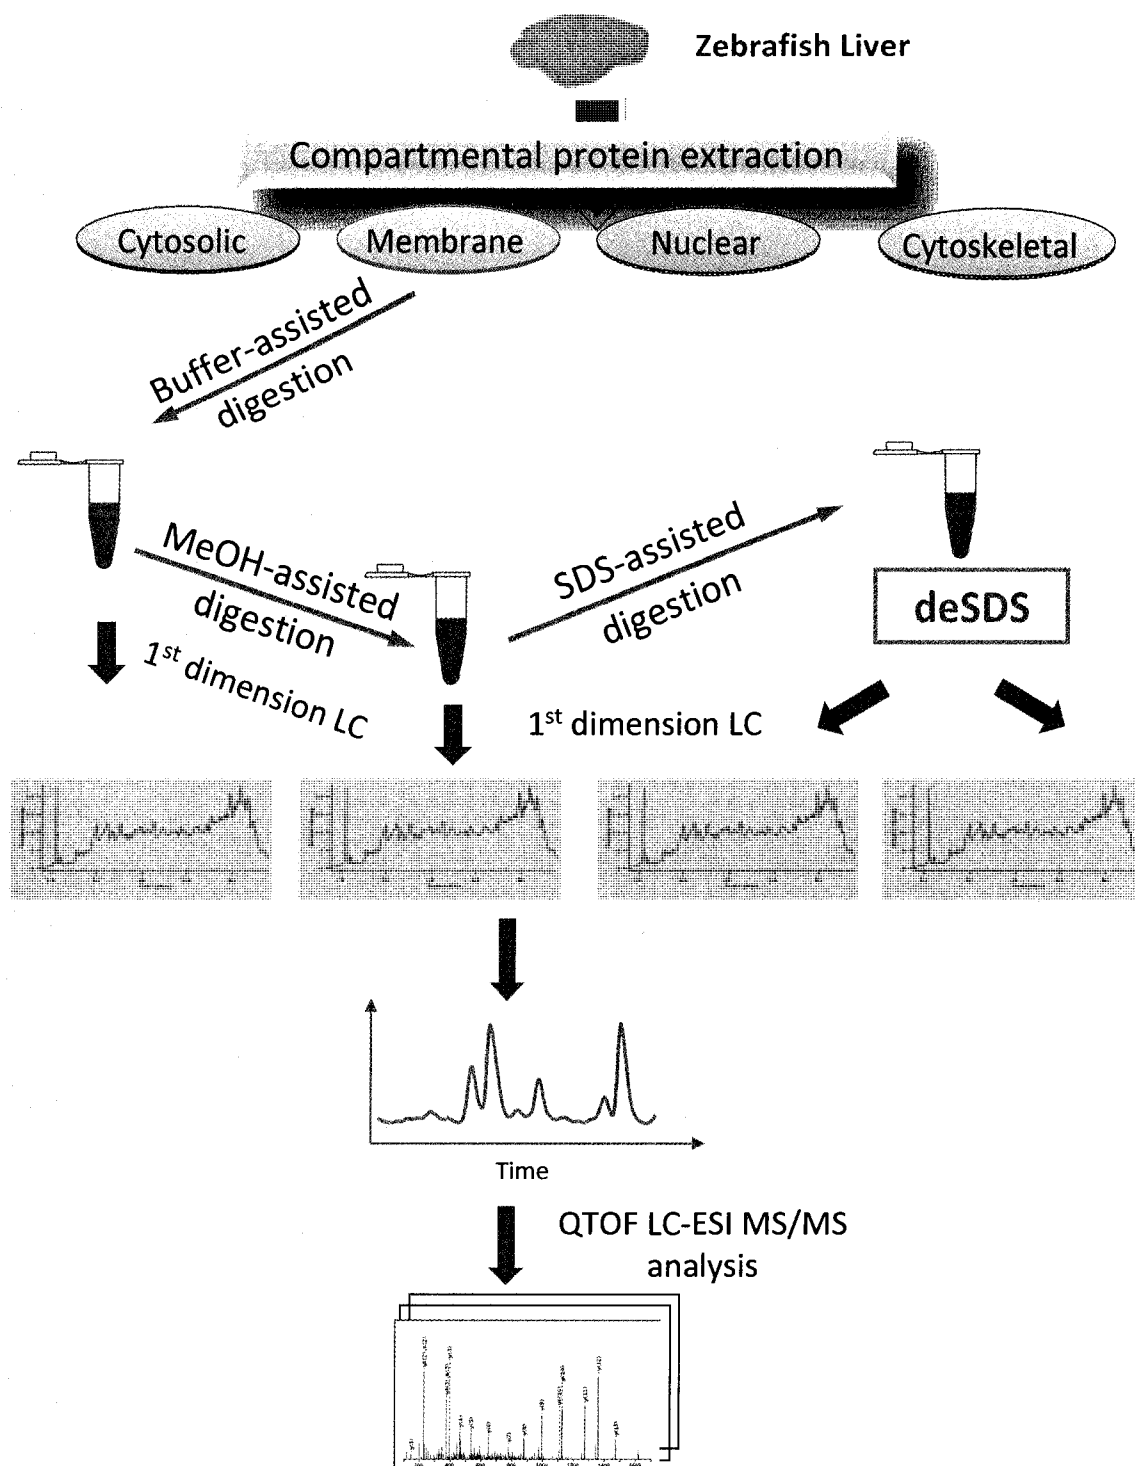 Zebrafish Liver
Compartmental protein extraction
Cytosolic
Membrane
Nuclear
Cytoskeletal
Buffer-assisted
digestion
MeOH-assisted
digestion
SDS-assisted
digestion
deSDS
1st dimension LC
1st dimension LC
Time
QTOF LC-ESI MS/MS
analysis